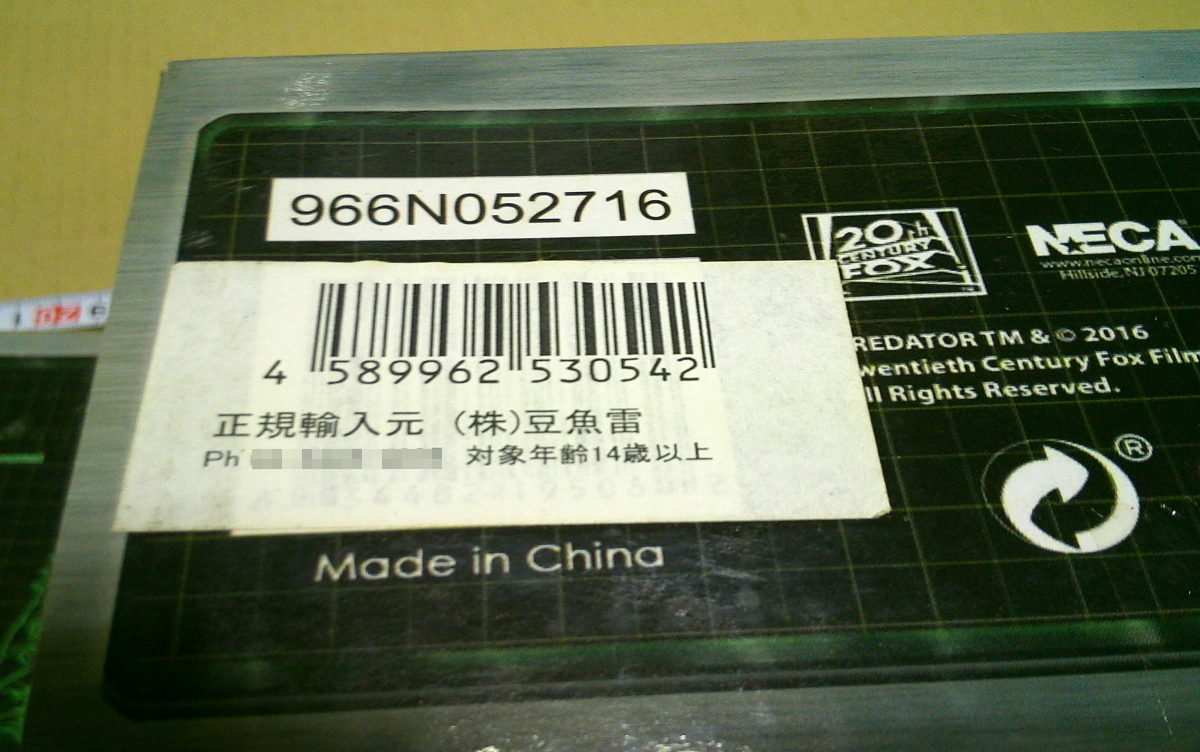 966N052716
4 589962 530542
正規輸入元 (株)豆魚雷
Ph 対象年齢14歳以上
Made in China
20th
CENTURY
FOX
NECA
www.necaonline.com
Hillside, NJ 07205
REDATOR TM & © 2016
wentieth Century Fox Film
ll Rights Reserved.
®